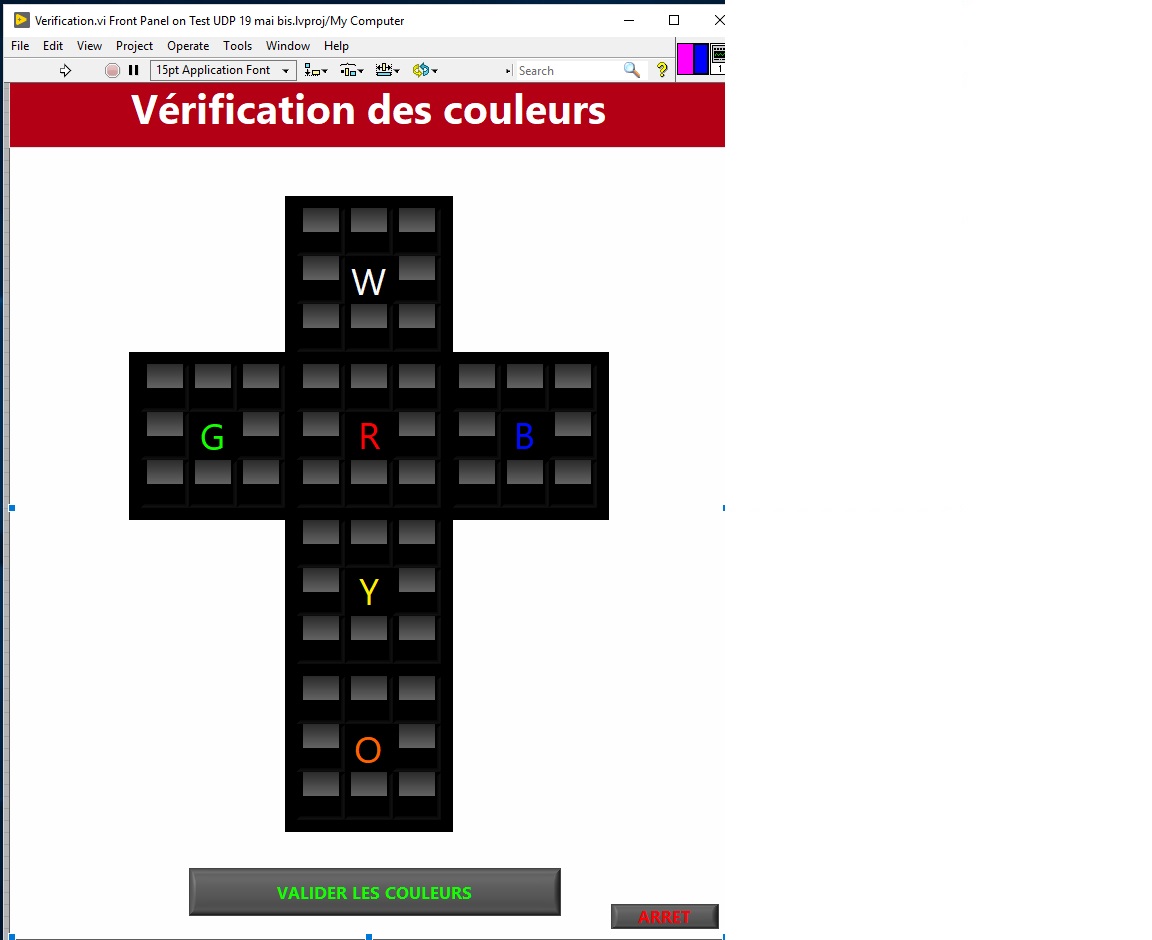 Verification.vi Front Panel on Test UDP 19 mai bis.lvproj/My Computer
File Edit View Project Operate Tools Window Help
15pt Application Font Search ? 1
Vérification des couleurs
W
G R B
Y
O
VALIDER LES COULEURS
ARRET